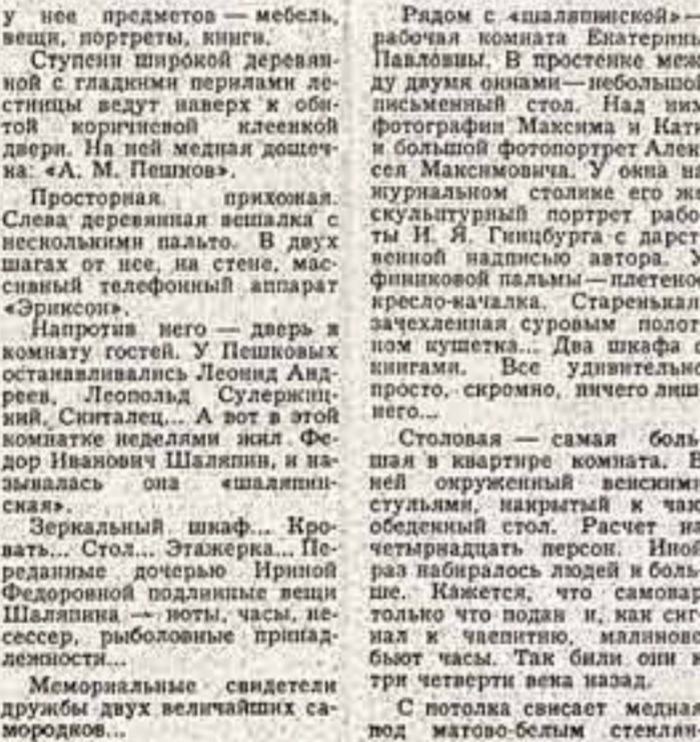 у нее предметов — мебель,
вещи, портреты, книги.
Ступени широкой деревян-
ной с гладкими перилами ле-
стницы ведут наверх к оби-
той коричневой клеенкой
двери. На ней медная дощеч-
ка: «А. М. Пешков».
Просторная прихожая.
Слева деревянная вешалка с
несколькими пальто. В двух
шагах от нее, на стене, мас-
сивный телефонный аппарат
«Эриксон».
Напротив него — дверь в
комнату гостей. У Пешковых
останавливались Леонид Анд-
реев, Леопольд Сулержиц-
кий, Скиталец... А вот в этой
комнатке неделями жил Фе-
дор Иванович Шаляпин, и на-
зывалась она «шаляпин-
ская».
Зеркальный шкаф... Кро-
вать... Стол... Этажерка... Пе-
реданные дочерью Ириной
Федоровной подлинные вещи
Шаляпина — ноты, часы, не-
сессер, рыболовные принад-
лежности...
Мемориальные свидетели
дружбы двух величайших са-
мородков...
Рядом с «шаляпинской» —
рабочая комната Екатерины
Павловны. В простенке меж
ду двумя окнами — небольшо
письменный стол. Над ни
фотографии Максима и Кат
и большой фотопортрет Алек
сея Максимовича. У окна на
журнальном столике его ж
скульптурный портрет рабо
ты И. Я. Гинцбурга с дарст
венной надписью автора. У
финиковой пальмы — плетено
кресло-качалка. Старенькая
зачехленная суровым полот
ном кушетка... Два шкафа с
книгами. Все удивительно
просто, скромно, ничего лиш
него...
Столовая — самая боль
шая в квартире комната. В
ней окруженный венскими
стульями, накрытый к чаю
обеденный стол. Расчет на
четырнадцать персон. Иной
раз набиралось людей и боль
ше. Кажется, что самовар
только что подан и, как сиг
нал к чаепитию, малиново
бьют часы. Так били они и
три четверти века назад.
С потолка свисает медная
под матово-белым стеклян